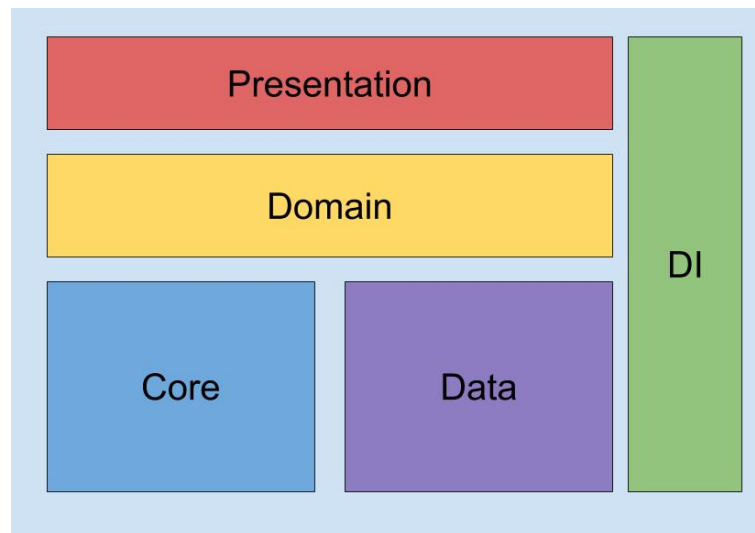 Presentation
Domain
DI
Core
Data